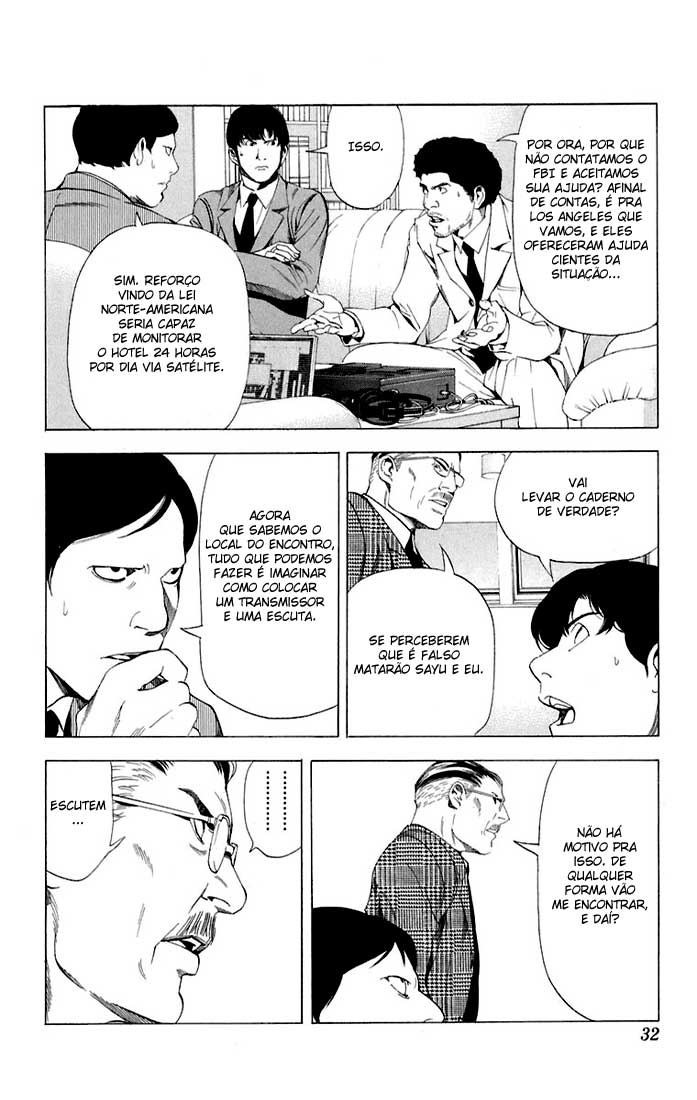 POR ORA, POR QUE
NÃO CONTATAMOS O
FBI E ACEITAMOS
SUA AJUDA? AFINAL
DE CONTAS, É PRA
LOS ANGELES QUE
VAMOS, E ELES
OFERECERAM AJUDA
CIENTES DA
SITUAÇÃO...
ISSO.
SIM. REFORÇO
VINDO DA LEI
NORTE-AMERICANA
SERIA CAPAZ
DE MONITORAR
O HOTEL 24 HORAS
POR DIA VIA SATÉLITE.
VAI
LEVAR O CADERNO
DE VERDADE?
SE PERCEBEREM
QUE É FALSO
MATARÃO SAYU E EU.
AGORA
QUE SABEMOS O
LOCAL DO ENCONTRO,
TUDO QUE PODEMOS
FAZER É IMAGINAR
COMO COLOCAR
UM TRANSMISSOR
E UMA ESCUTA.
NÃO HÁ
MOTIVO PRA
ISSO. DE
QUALQUER
FORMA VÃO
ME ENCONTRAR,
E DAÍ?
ESCUTEM
...
32